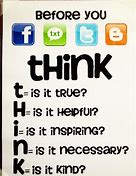 BEFORE YOU
f txt t B
tHiNK
t= is it tRUE?
H= is it HELPFUL?
i= is it iNSPiRiNG?
N= is it NECESSARY?
K= is it KiND?